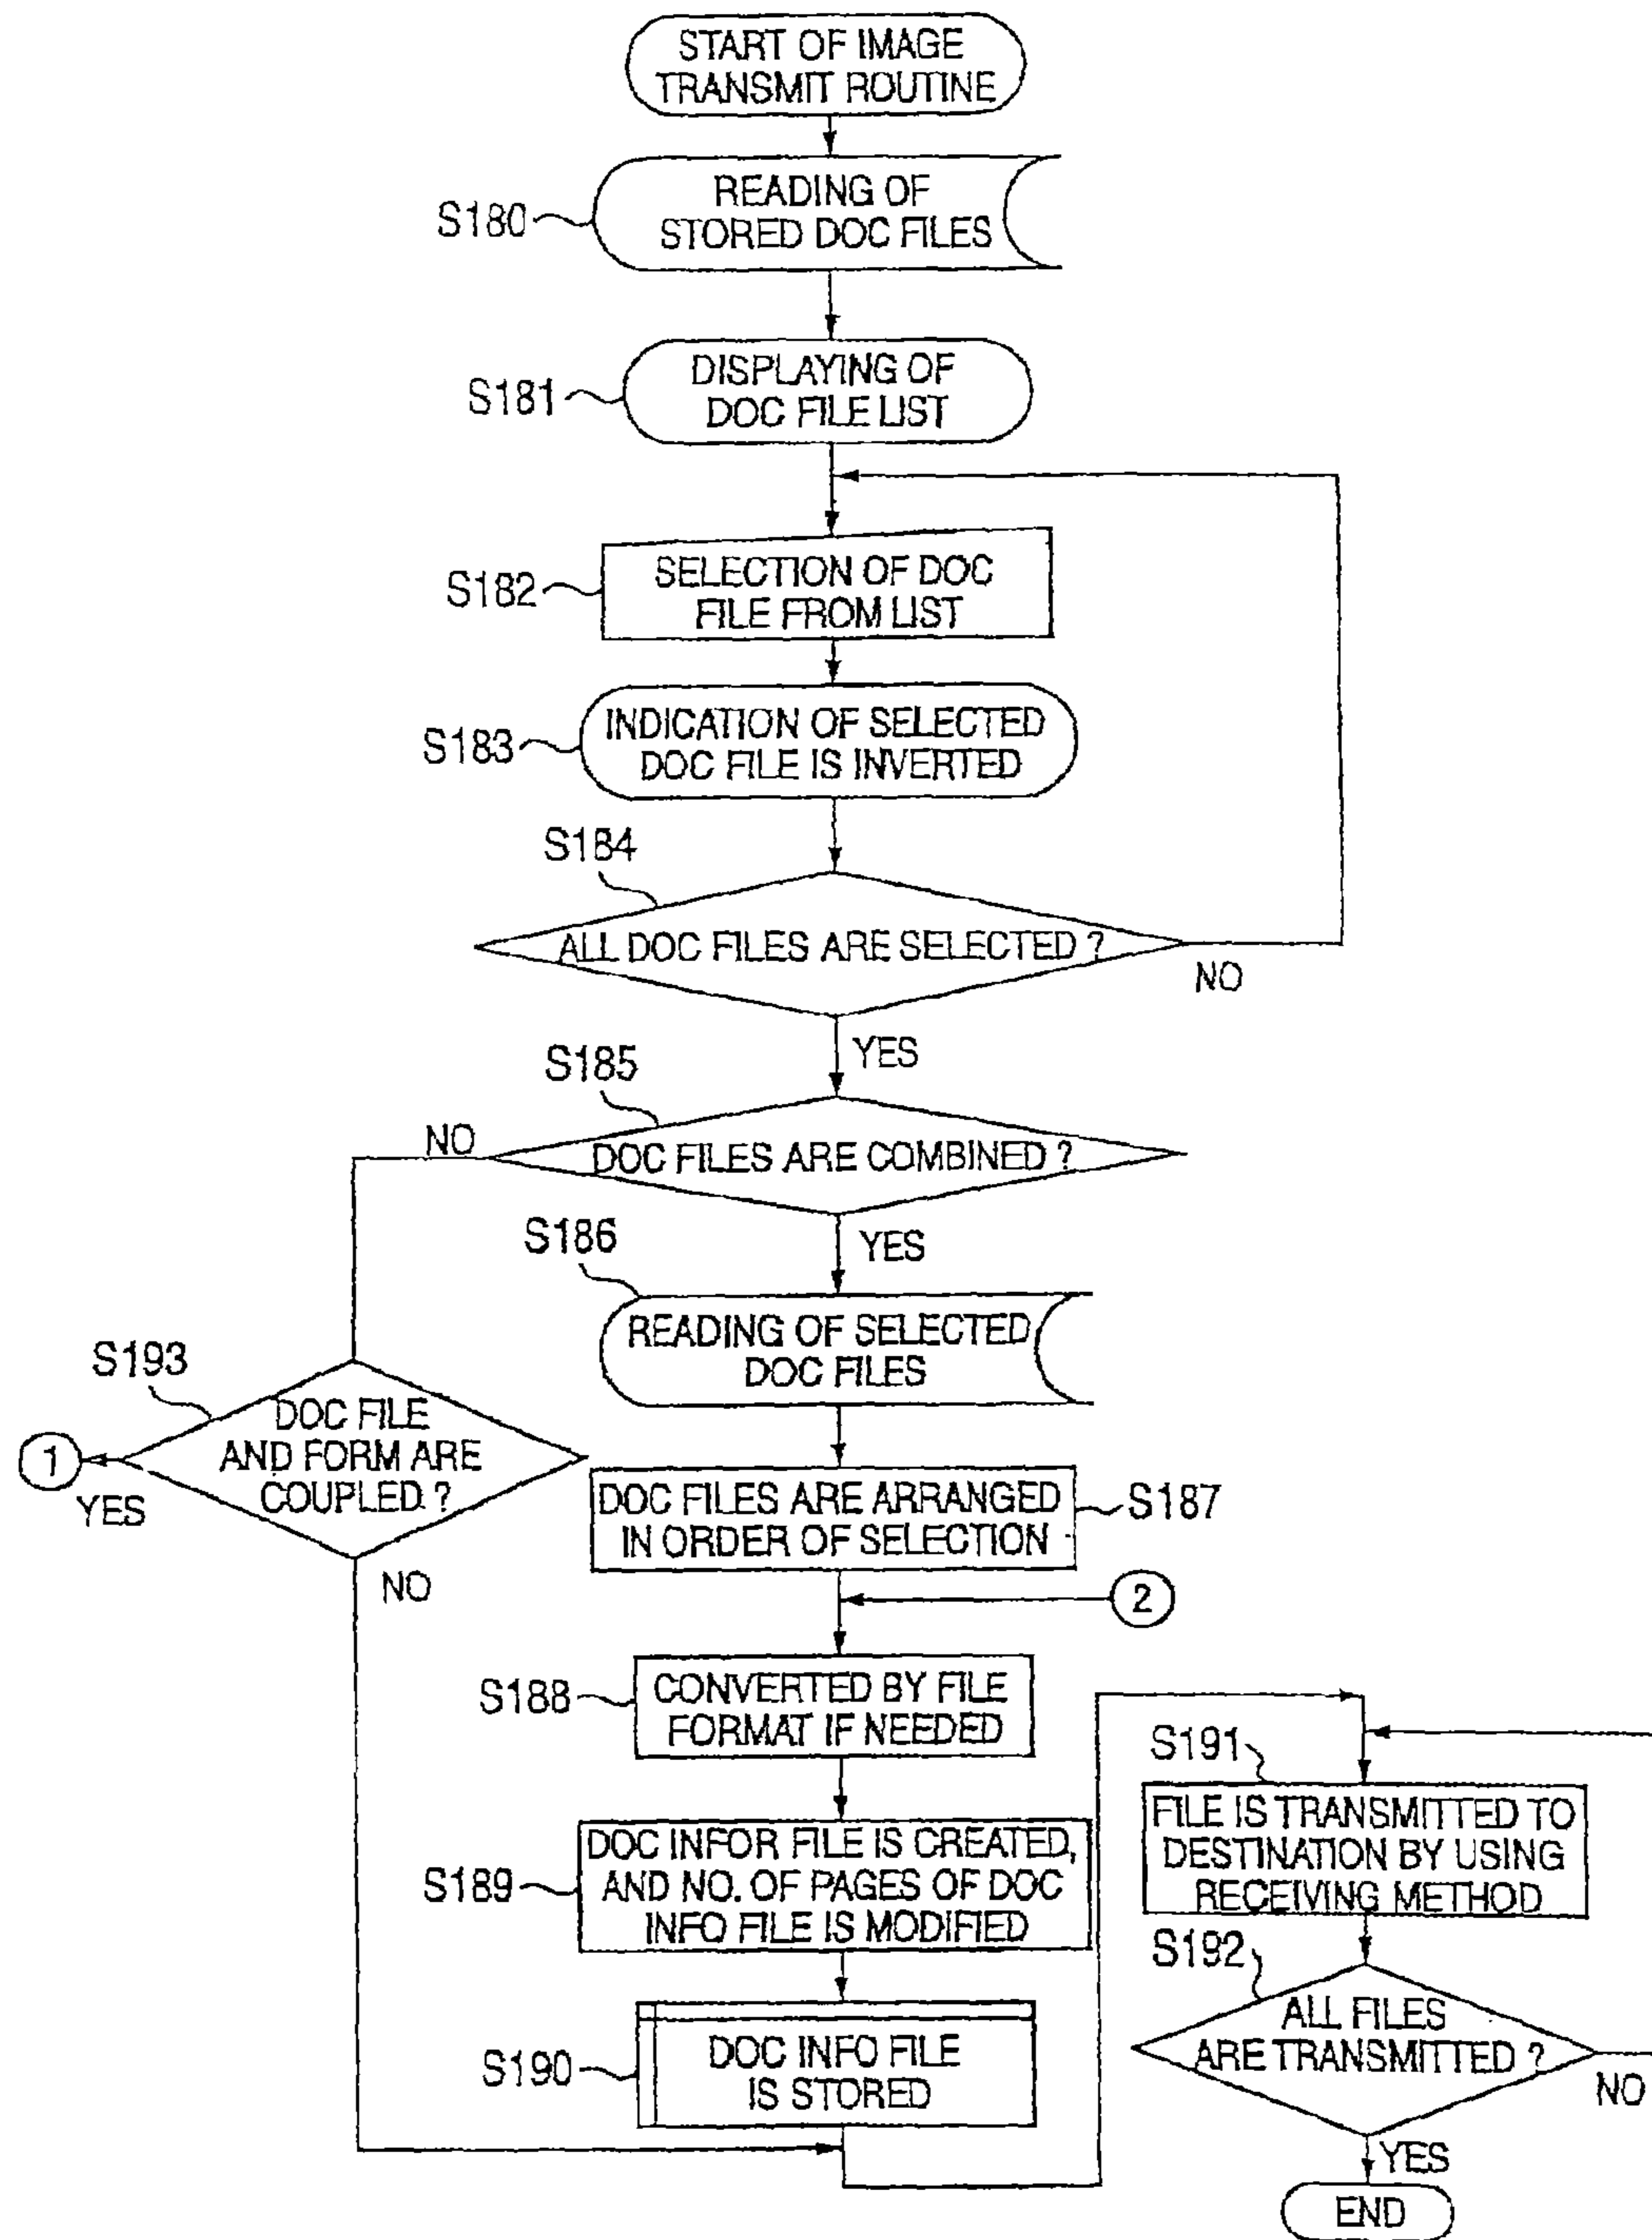 START OF IMAGE
TRANSMIT ROUTINE
S180
READING OF
STORED DOC FILES
S181
DISPLAYING OF
DOC FILE LIST
S182
SELECTION OF DOC
FILE FROM LIST
S183
INDICATION OF SELECTED
DOC FILE IS INVERTED
S184
ALL DOC FILES ARE SELECTED ?
NO
YES
S185
DOC FILES ARE COMBINED ?
NO
YES
S186
READING OF SELECTED
DOC FILES
S193
DOC FILE
AND FORM ARE
COUPLED ?
1
YES
NO
DOC FILES ARE ARRANGED
IN ORDER OF SELECTION
S187
2
S188
CONVERTED BY FILE
FORMAT IF NEEDED
S189
DOC INFOR FILE IS CREATED,
AND NO. OF PAGES OF DOC
INFO FILE IS MODIFIED
S190
DOC INFO FILE
IS STORED
S191
FILE IS TRANSMITTED TO
DESTINATION BY USING
RECEIVING METHOD
S192
ALL FILES
ARE TRANSMITTED ?
NO
YES
END